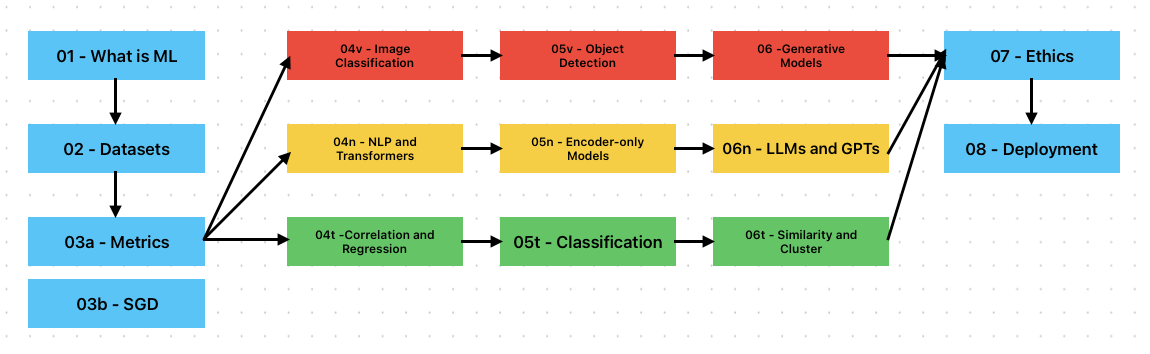 01 - What is ML
04v - Image
Classification
05v - Object
Detection
06 -Generative
Models
07 - Ethics
02 - Datasets
04n - NLP and
Transformers
05n - Encoder-only
Models
06n - LLMs and GPTs
08 - Deployment
03a - Metrics
04t -Correlation and
Regression
05t - Classification
06t - Similarity and
Cluster
03b - SGD